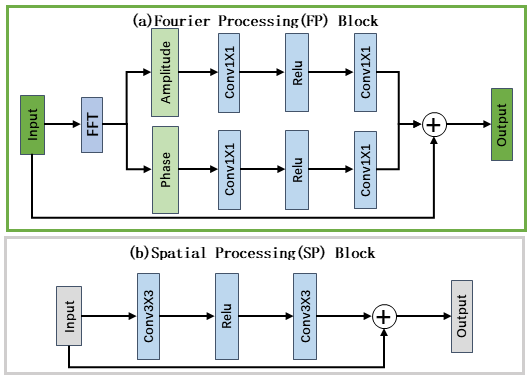 (a)Fourier Processing(FP) Block
Input
FFT
Amplitude
Conv1X1
Relu
Conv1X1
Phase
Conv1X1
Relu
Conv1X1
+
Output
(b)Spatial Processing(SP) Block
Input
Conv3X3
Relu
Conv3X3
+
Output